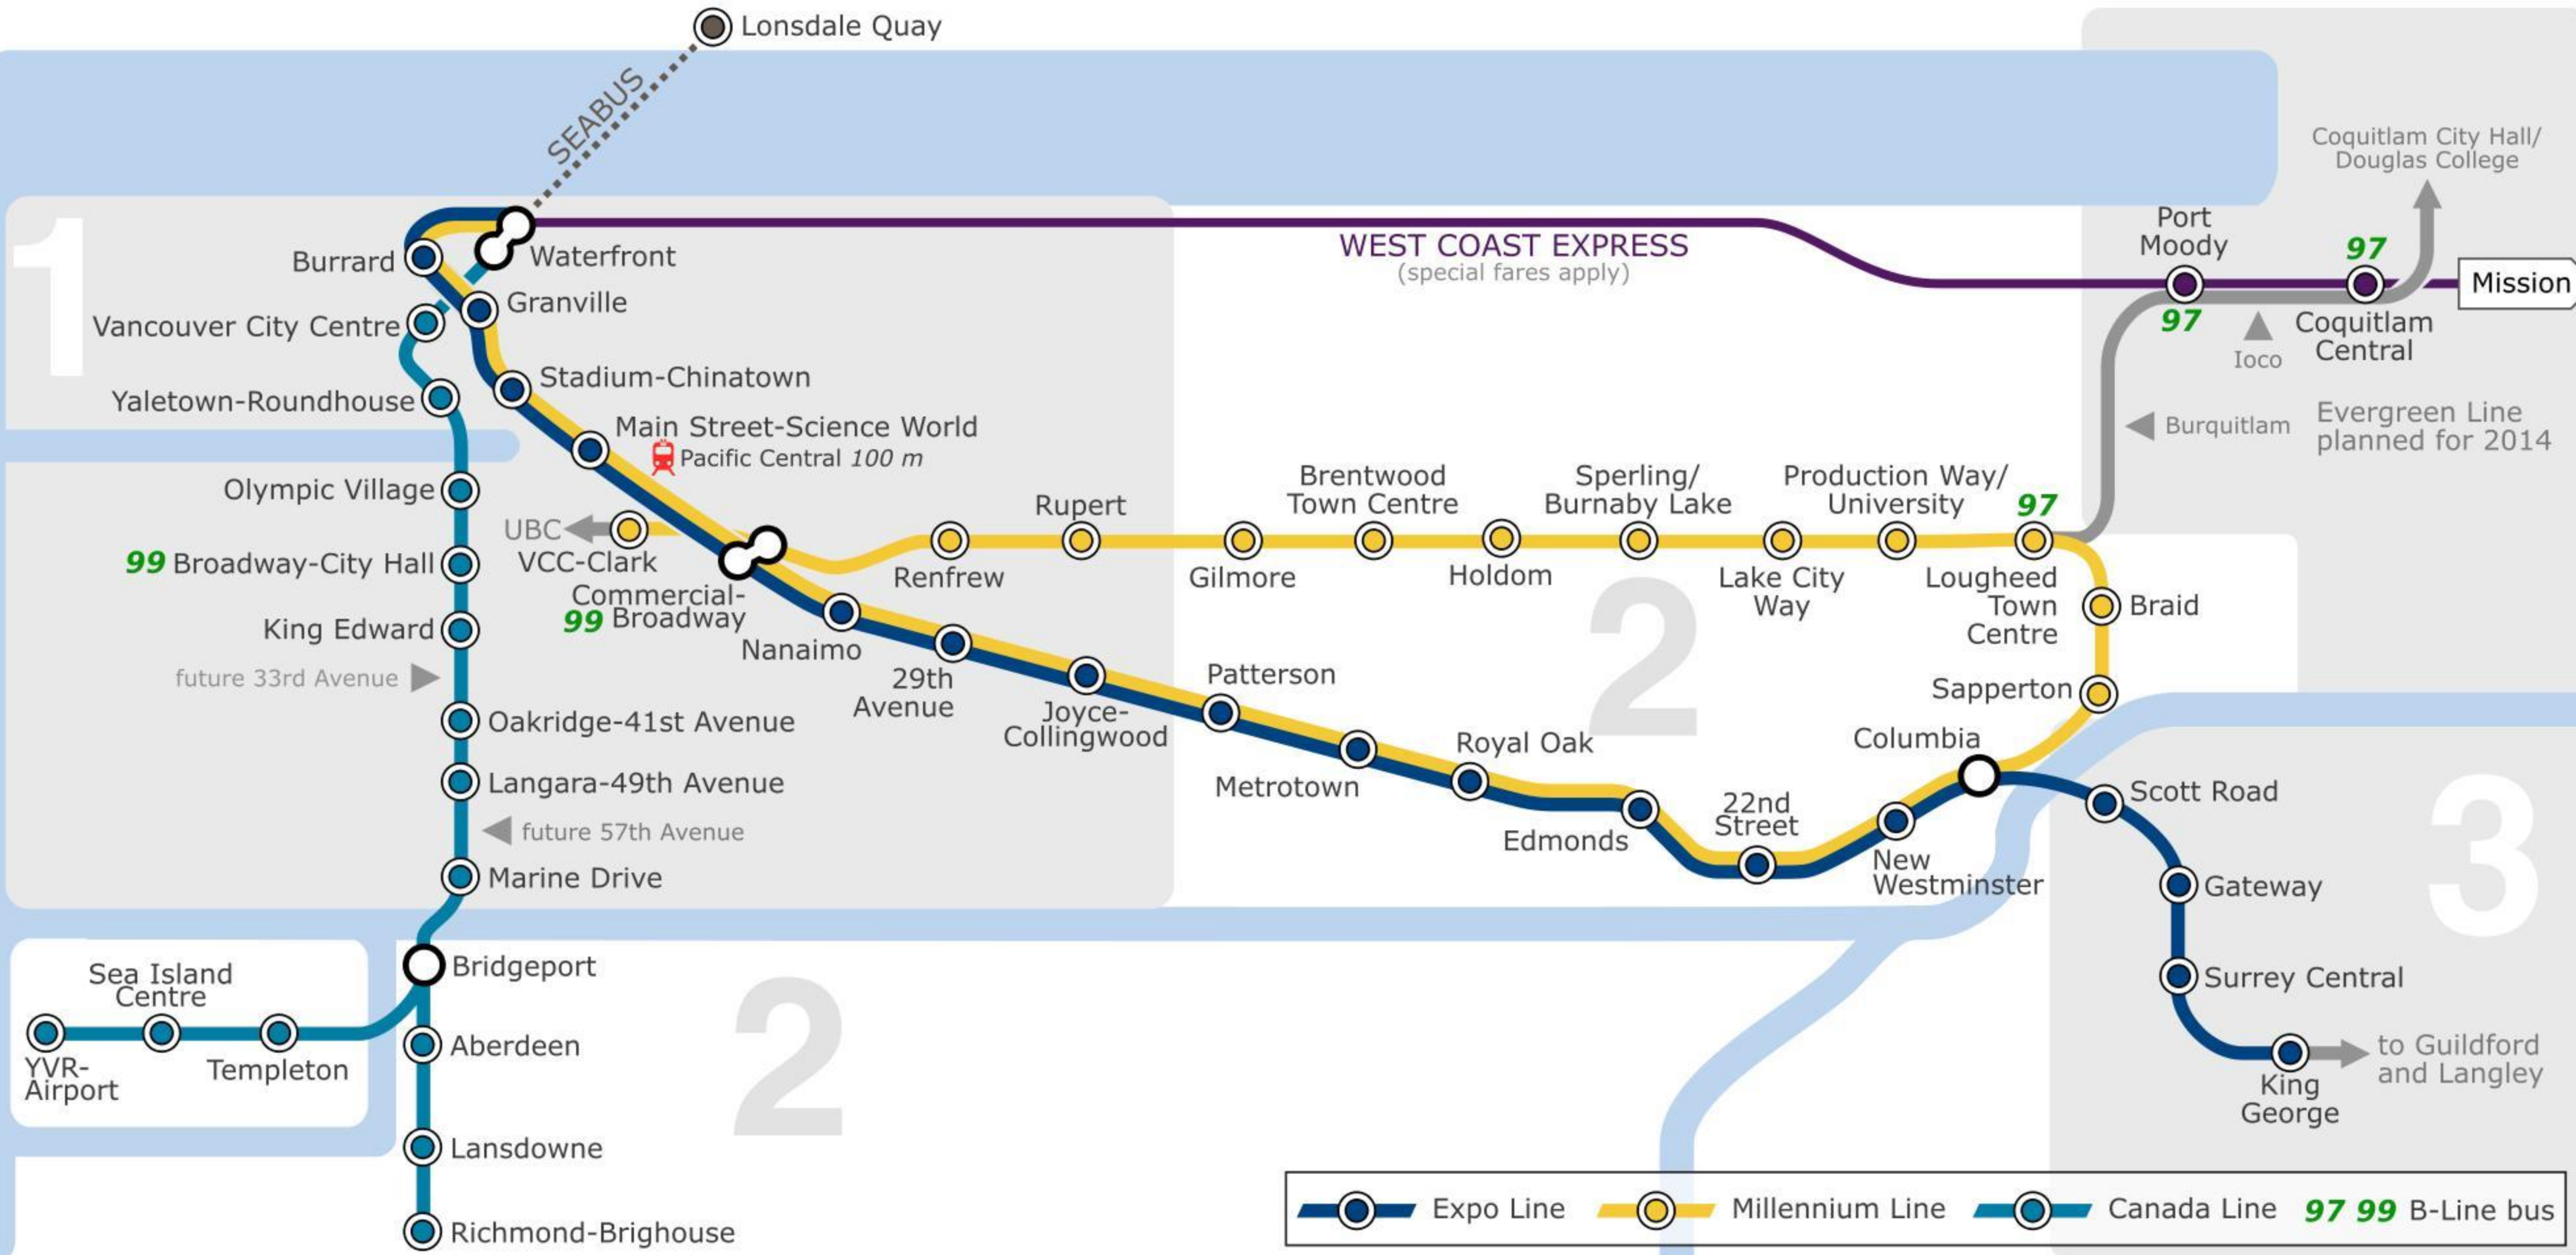 Lonsdale Quay
SEABUS
Coquitlam City Hall/
Douglas College
1
Burrard
Waterfront
WEST COAST EXPRESS
(special fares apply)
Port
Moody
97
97
Mission
Granville
Vancouver City Centre
Coquitlam
Central
Ioco
Stadium-Chinatown
Yaletown-Roundhouse
Main Street-Science World
Pacific Central 100 m
Burquitlam
Evergreen Line
planned for 2014
Olympic Village
UBC
VCC-Clark
Rupert
Renfrew
Gilmore
Brentwood
Town Centre
Holdom
Sperling/
Burnaby Lake
Lake City
Way
Production Way/
University
97
Lougheed
Town
Centre
Braid
99 Broadway-City Hall
Commercial-
99 Broadway
2
King Edward
Nanaimo
future 33rd Avenue
29th
Avenue
Joyce-
Collingwood
Patterson
Sapperton
Oakridge-41st Avenue
Metrotown
Royal Oak
Columbia
Langara-49th Avenue
Edmonds
22nd
Street
Scott Road
3
future 57th Avenue
New
Westminster
Marine Drive
Gateway
Sea Island
Centre
Bridgeport
2
Surrey Central
YVR-
Airport
Templeton
Aberdeen
to Guildford
and Langley
King
George
Lansdowne
Richmond-Brighouse
Expo Line
Millennium Line
Canada Line
97 99 B-Line bus